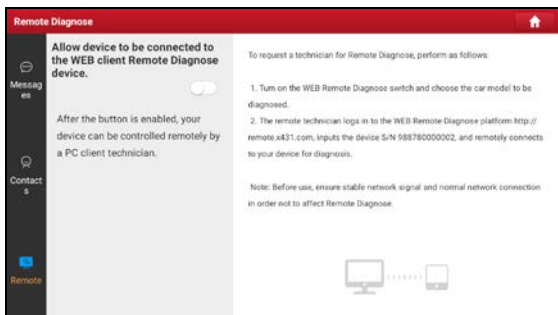 Remote Diagnose
Messag
es
Contact
s
Remote
Allow device to be connected to
the WEB client Remote Diagnose
device.
After the button is enabled, your
device can be controlled remotely by
a PC client technician.
To request a technician for Remote Diagnose, perform as follows:
1. Turn on the WEB Remote Diagnose switch and choose the car model to be
diagnosed.
2. The remote technician logs in to the WEB Remote Diagnose platform http://
remote.x431.com, inputs the device S/N 988780000002, and remotely connects
to your device for diagnosis.
Note: Before use, ensure stable network signal and normal network connection
in order not to affect Remote Diagnose.